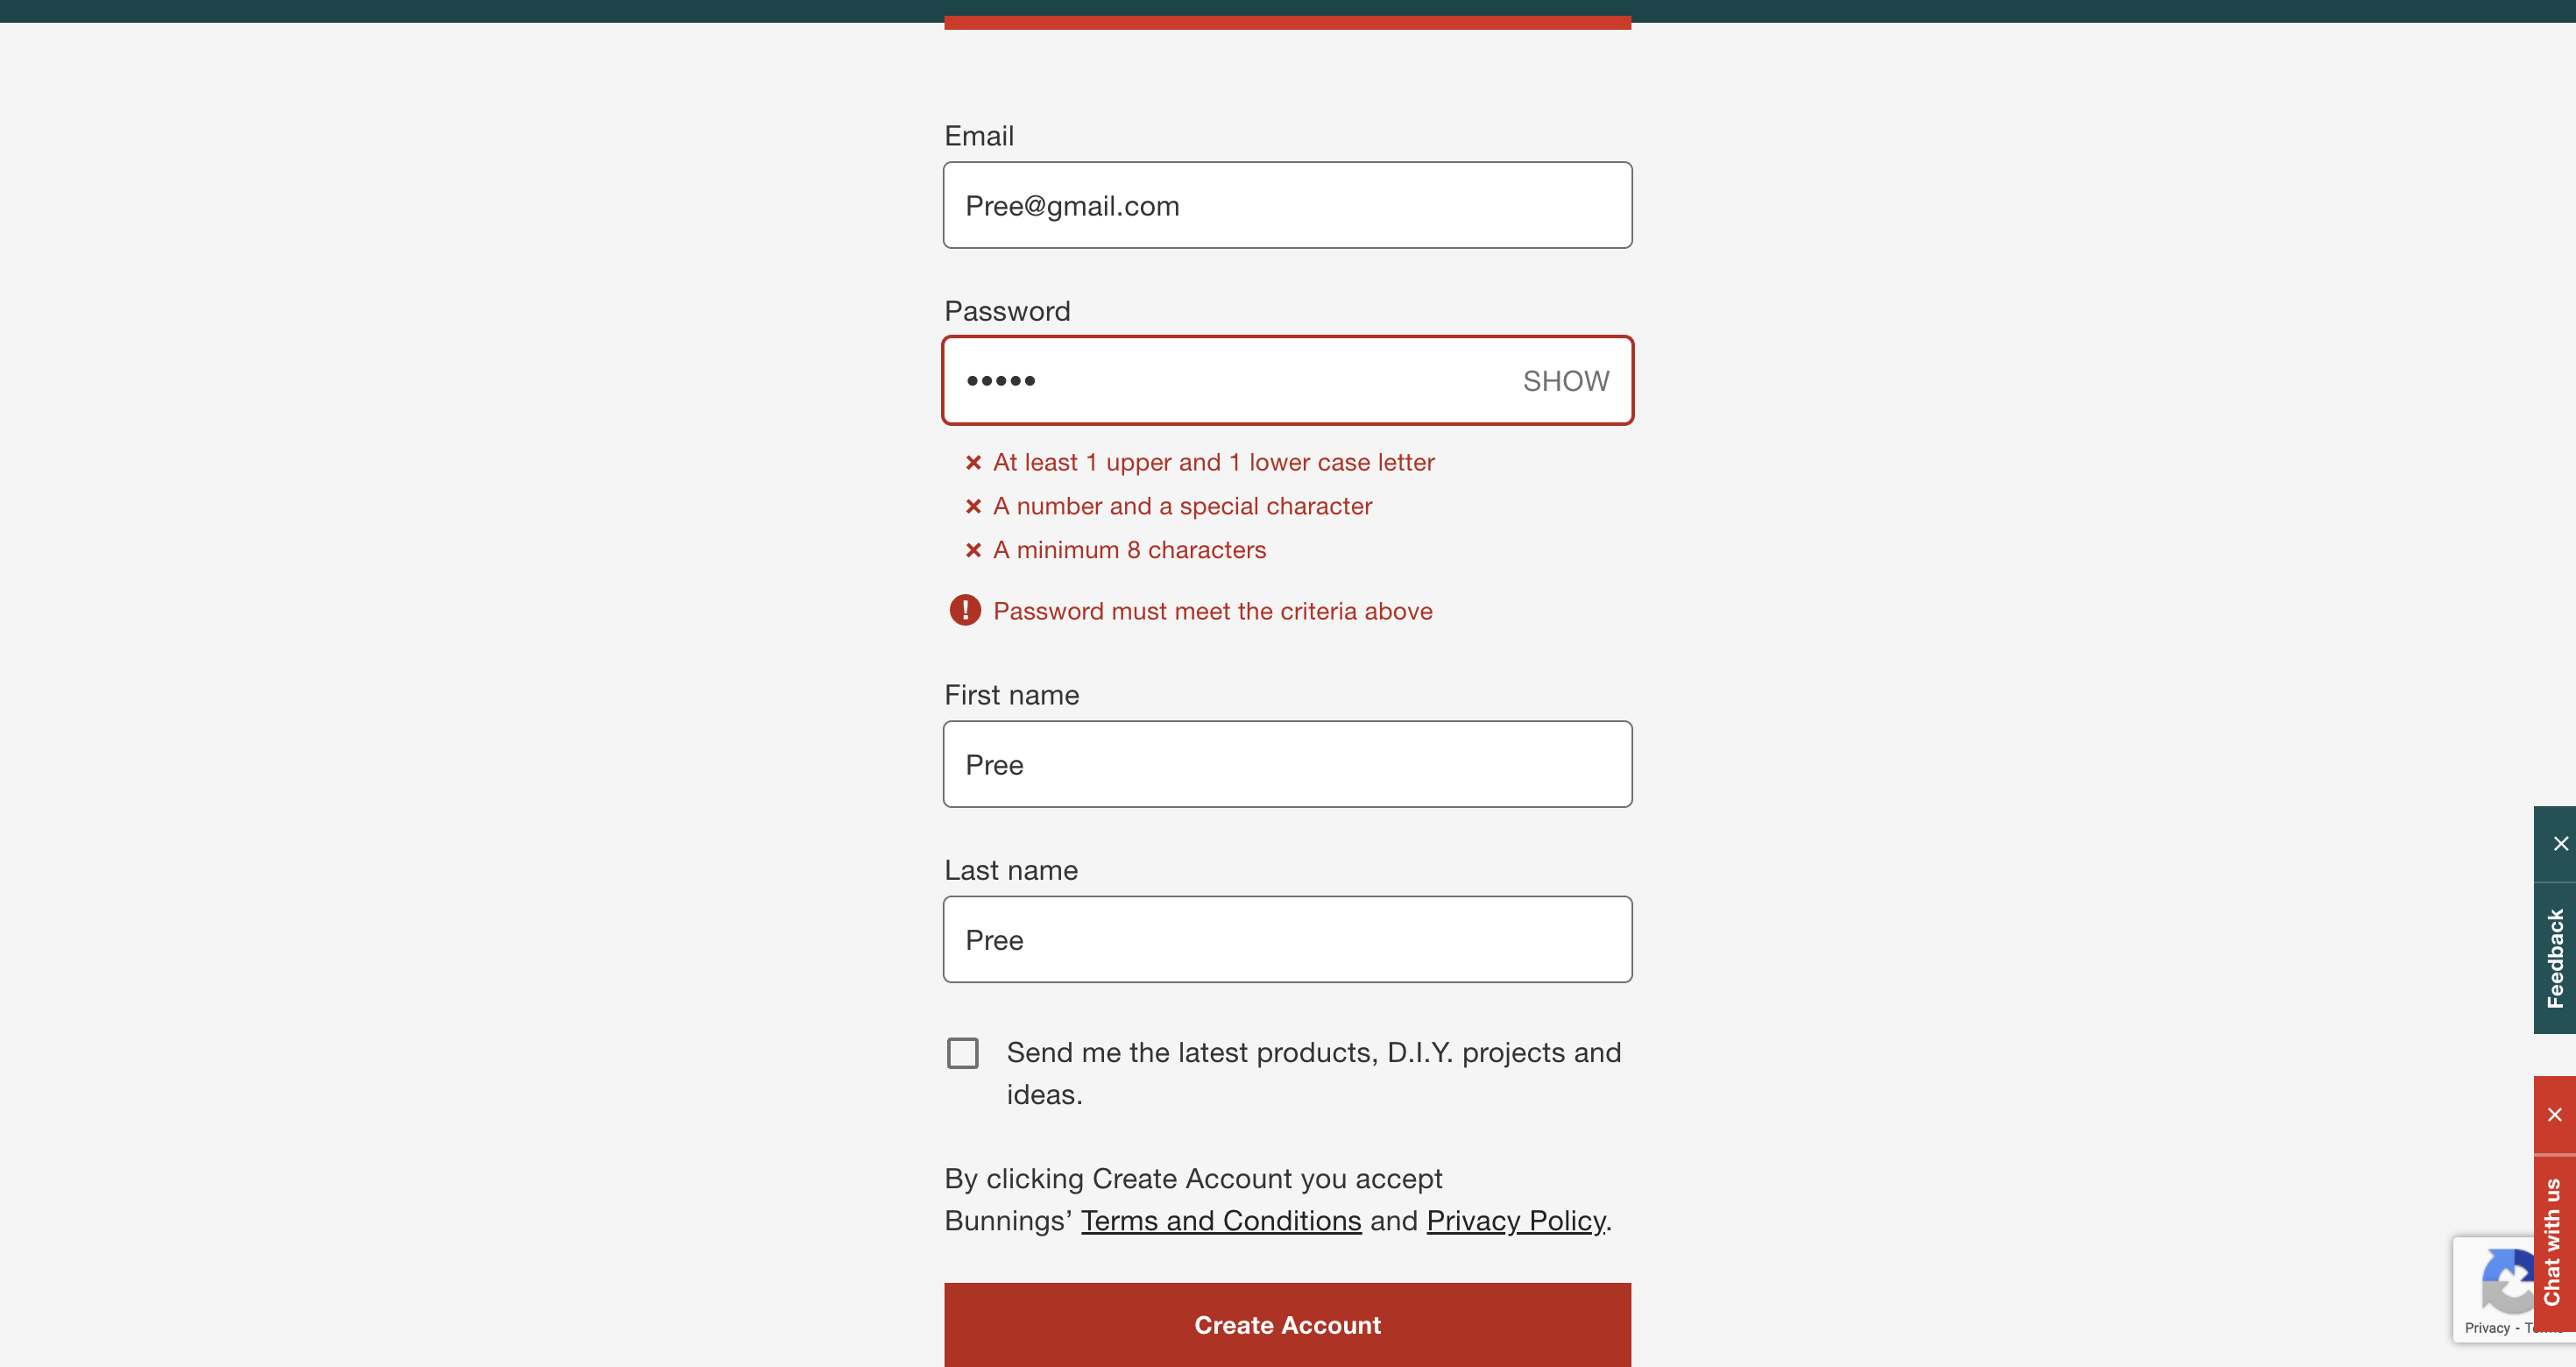 Email
Pree@gmail.com
Password
•••••
SHOW
At least 1 upper and 1 lower case letter
A number and a special character
A minimum 8 characters
Password must meet the criteria above
First name
Pree
Last name
Pree
Send me the latest products, D.I.Y. projects and
ideas.
By clicking Create Account you accept
Bunnings’ Terms and Conditions and Privacy Policy.
Create Account
Feedback
Chat with us
Privacy -